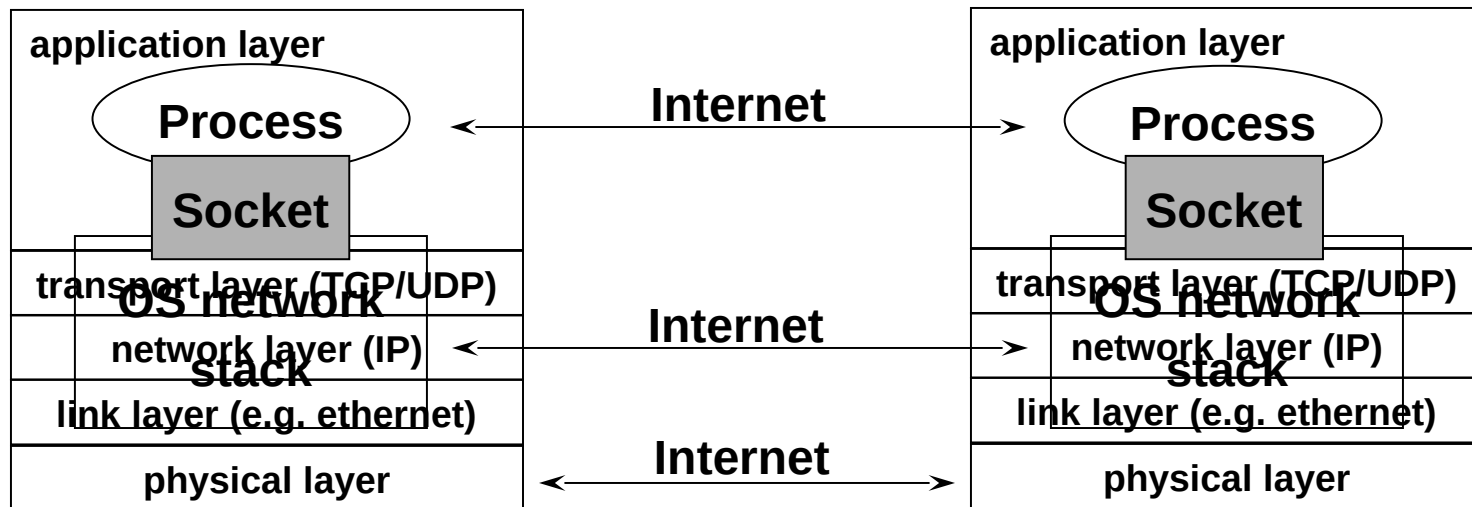 application layer
Process
Socket
transport layer (TCP/UDP)
OS network
network layer (IP)
stack
link layer (e.g. ethernet)
physical layer
Internet
Internet
Internet
application layer
Process
Socket
transport layer (TCP/UDP)
OS network
network layer (IP)
stack
link layer (e.g. ethernet)
physical layer